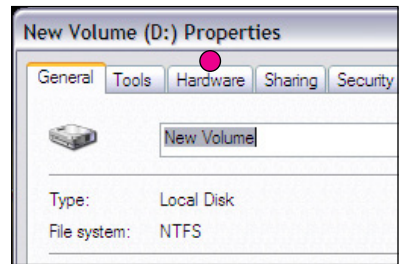 New Volume (D:) Properties
General Tools Hardware Sharing Security
New Volume
Type: Local Disk
File system: NTFS